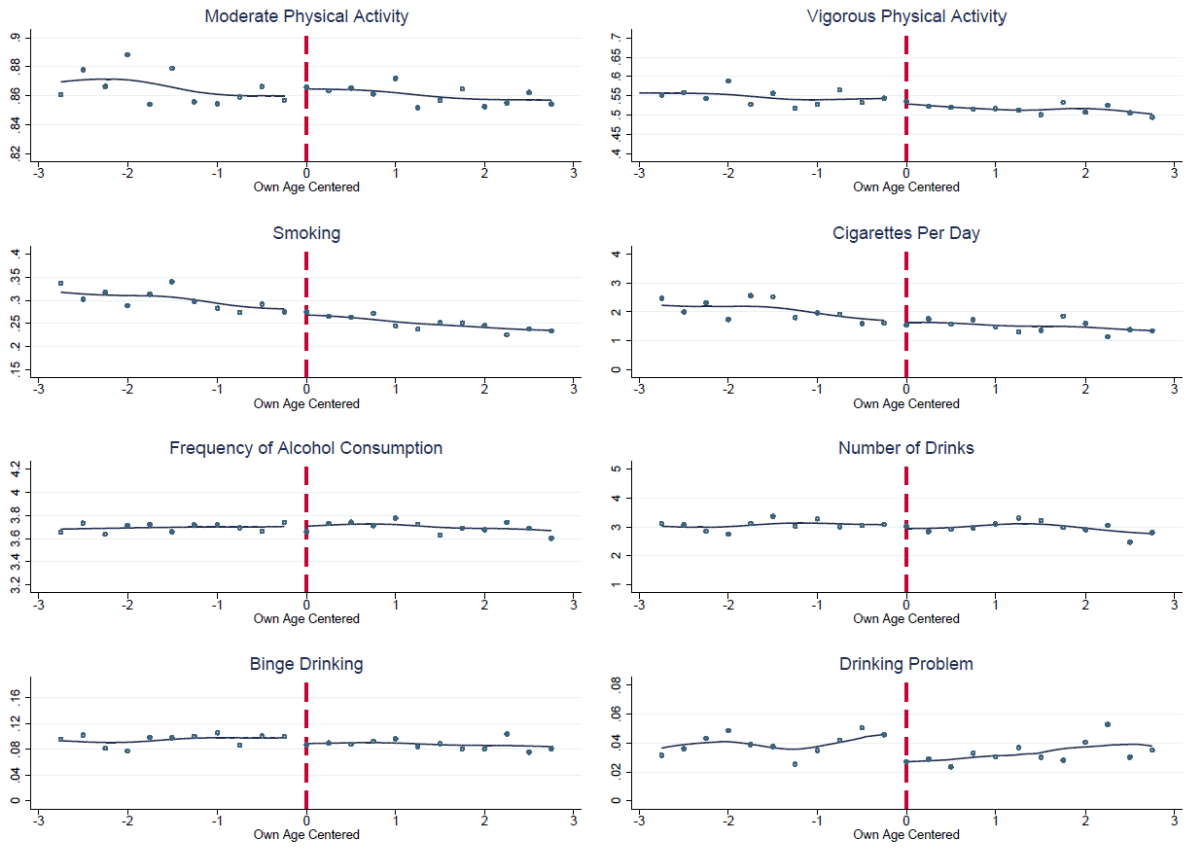 Moderate Physical Activity
.9
.88
.86
.84
.82
-3 -2 -1 0 1 2 3
Own Age Centered
Vigorous Physical Activity
.7
.65
.6
.55
.5
.45
.4
-3 -2 -1 0 1 2 3
Own Age Centered
Smoking
.4
.35
.3
.25
.2
.15
-3 -2 -1 0 1 2 3
Own Age Centered
Cigarettes Per Day
4
3
2
1
0
-3 -2 -1 0 1 2 3
Own Age Centered
Frequency of Alcohol Consumption
4.2
4
3.8
3.6
3.4
3.2
-3 -2 -1 0 1 2 3
Own Age Centered
Number of Drinks
5
4
3
2
1
-3 -2 -1 0 1 2 3
Own Age Centered
Binge Drinking
.16
.12
.08
.04
0
-3 -2 -1 0 1 2 3
Own Age Centered
Drinking Problem
.08
.06
.04
.02
0
-3 -2 -1 0 1 2 3
Own Age Centered